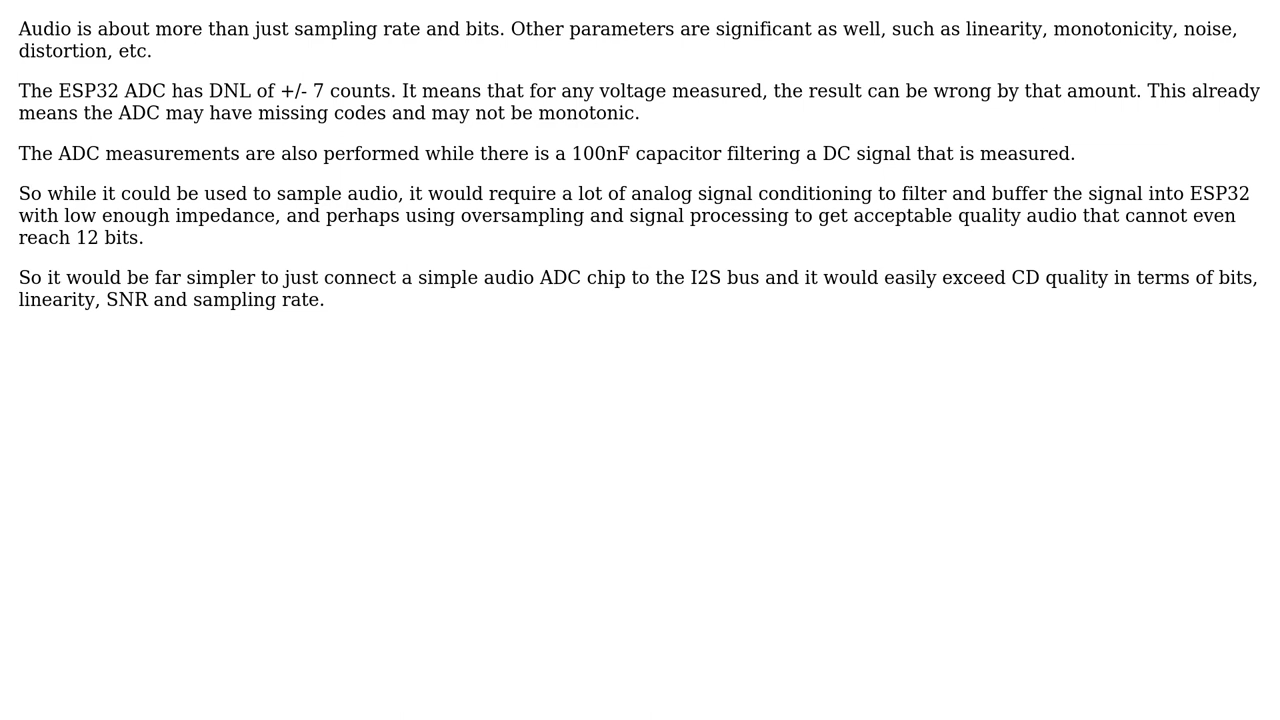 Audio is about more than just sampling rate and bits. Other parameters are significant as well, such as linearity, monotonicity, noise,
distortion, etc.
The ESP32 ADC has DNL of +/- 7 counts. It means that for any voltage measured, the result can be wrong by that amount. This already
means the ADC may have missing codes and may not be monotonic.
The ADC measurements are also performed while there is a 100nF capacitor filtering a DC signal that is measured.
So while it could be used to sample audio, it would require a lot of analog signal conditioning to filter and buffer the signal into ESP32
with low enough impedance, and perhaps using oversampling and signal processing to get acceptable quality audio that cannot even
reach 12 bits.
So it would be far simpler to just connect a simple audio ADC chip to the I2S bus and it would easily exceed CD quality in terms of bits,
linearity, SNR and sampling rate.